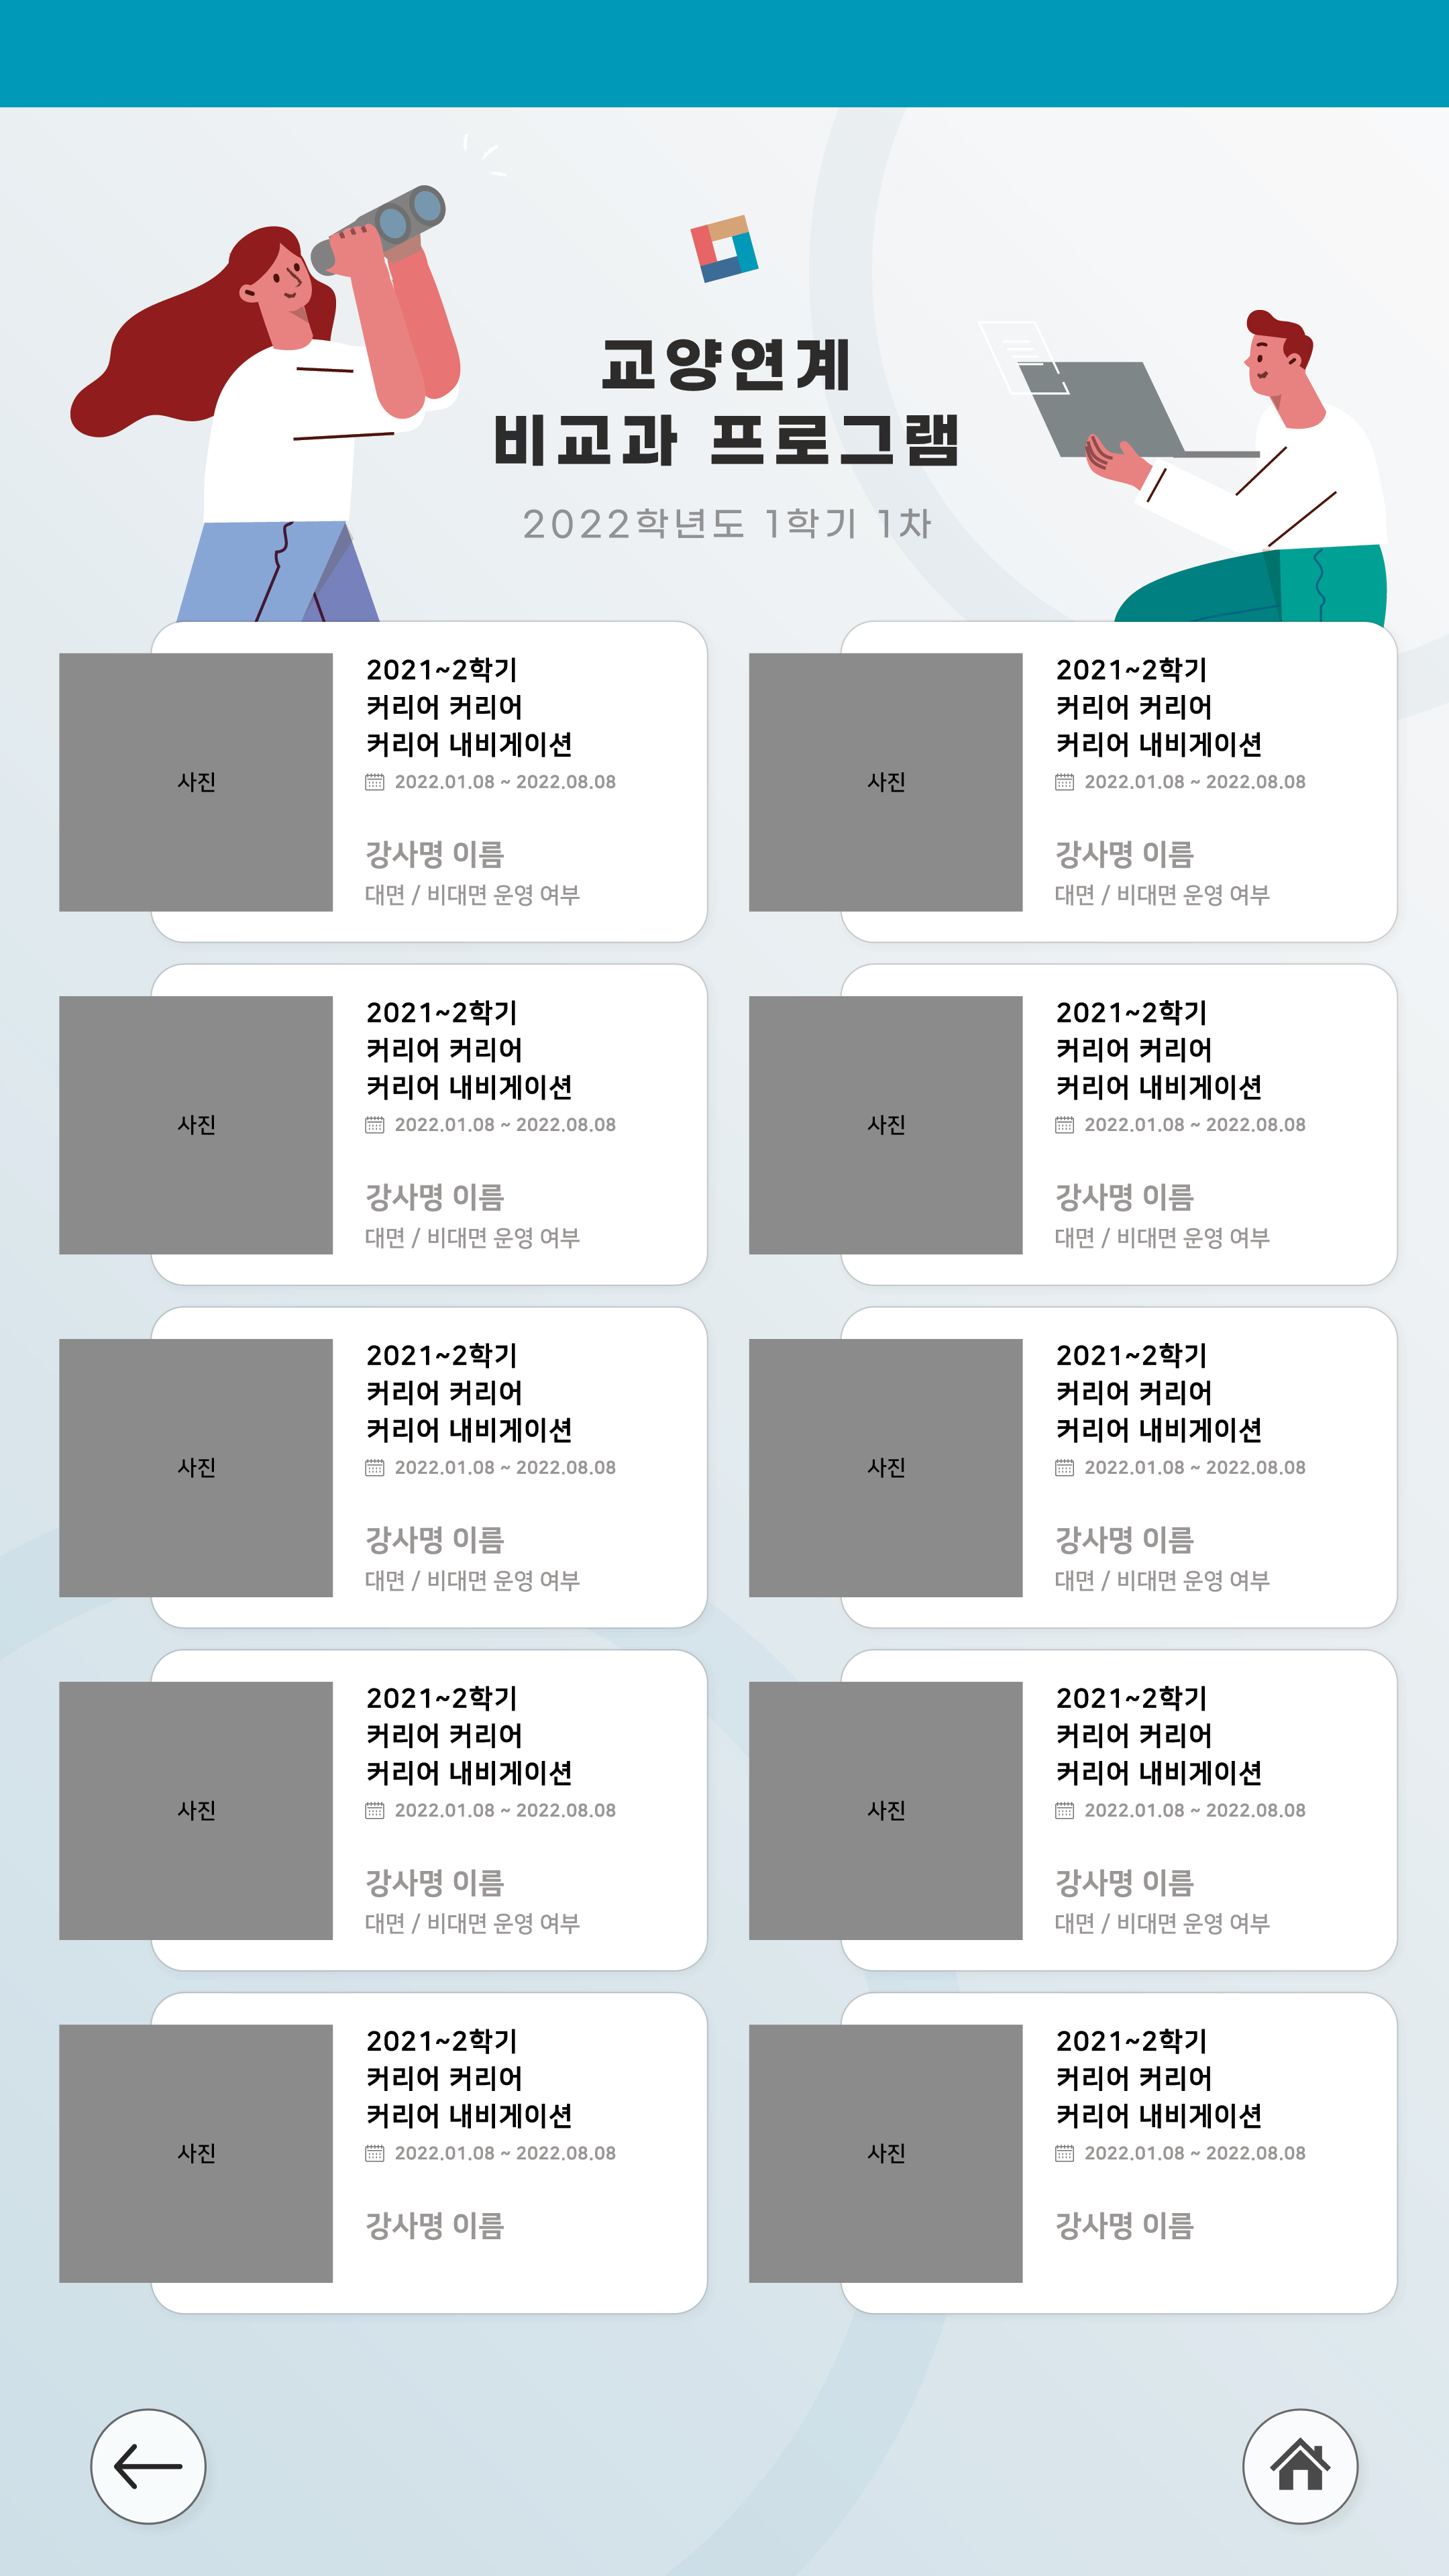 교양연계
비교과 프로그램
2022학년도 1학기 1차
사진
2021~2학기
커리어 커리어
커리어 내비게이션
2022.01.08 ~ 2022.08.08
강사명 이름
대면 / 비대면 운영 여부
사진
2021~2학기
커리어 커리어
커리어 내비게이션
2022.01.08 ~ 2022.08.08
강사명 이름
대면 / 비대면 운영 여부
사진
2021~2학기
커리어 커리어
커리어 내비게이션
2022.01.08 ~ 2022.08.08
강사명 이름
대면 / 비대면 운영 여부
사진
2021~2학기
커리어 커리어
커리어 내비게이션
2022.01.08 ~ 2022.08.08
강사명 이름
대면 / 비대면 운영 여부
사진
2021~2학기
커리어 커리어
커리어 내비게이션
2022.01.08 ~ 2022.08.08
강사명 이름
대면 / 비대면 운영 여부
사진
2021~2학기
커리어 커리어
커리어 내비게이션
2022.01.08 ~ 2022.08.08
강사명 이름
대면 / 비대면 운영 여부
사진
2021~2학기
커리어 커리어
커리어 내비게이션
2022.01.08 ~ 2022.08.08
강사명 이름
대면 / 비대면 운영 여부
사진
2021~2학기
커리어 커리어
커리어 내비게이션
2022.01.08 ~ 2022.08.08
강사명 이름
대면 / 비대면 운영 여부
사진
2021~2학기
커리어 커리어
커리어 내비게이션
2022.01.08 ~ 2022.08.08
강사명 이름
사진
2021~2학기
커리어 커리어
커리어 내비게이션
2022.01.08 ~ 2022.08.08
강사명 이름